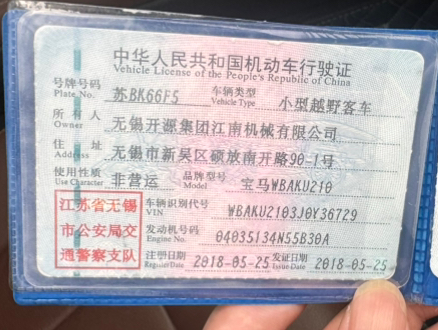 中华人民共和国机动车行驶证
Vehicle License of the People's Republic of China
号牌号码 苏BK66F5 车辆类型 小型越野客车
Plate No. Vehicle Type
所有人 无锡开源集团江南机械有限公司
Owner
住址 无锡市新吴区硕放南开路90-1号
Address
使用性质 非营运 品牌型号 宝马WBAKU210
Use Character Model
江苏省无锡
市公安局交
通警察支队
车辆识别代号 WBAKU2103J0Y36729
VIN
发动机号码 04035134N55B30A
Engine No.
注册日期 2018-05-25 发证日期 2018-05-25
Register Date Issue Date